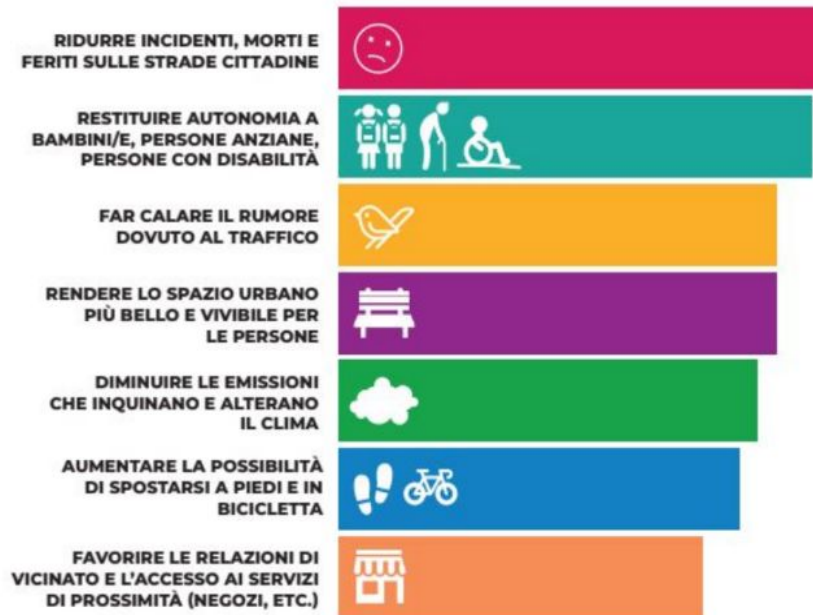 RIDURRE INCIDENTI, MORTI E
FERITI SULLE STRADE CITTADINE
RESTITUIRE AUTONOMIA A
BAMBINI/E, PERSONE ANZIANE,
PERSONE CON DISABILITÀ
FAR CALARE IL RUMORE
DOVUTO AL TRAFFICO
RENDERE LO SPAZIO URBANO
PIÙ BELLO E VIVIBILE PER
LE PERSONE
DIMINUIRE LE EMISSIONI
CHE INQUINANO E ALTERANO
IL CLIMA
AUMENTARE LA POSSIBILITÀ
DI SPOSTARSI A PIEDI E IN
BICICLETTA
FAVORIRE LE RELAZIONI DI
VICINATO E L'ACCESSO AI SERVIZI
DI PROSSIMITÀ (NEGOZI, ETC.)